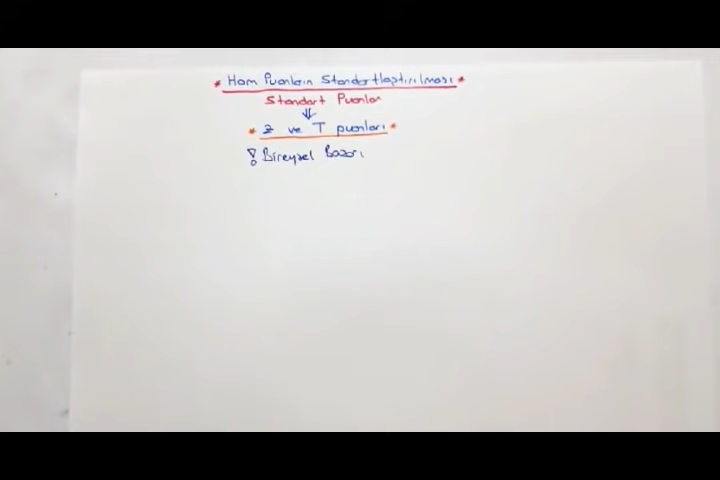 * Ham Puanların Standartlaştırılması *
Standart Puanlar
⇓
* Z ve T puanları *
! Bireysel Başarı